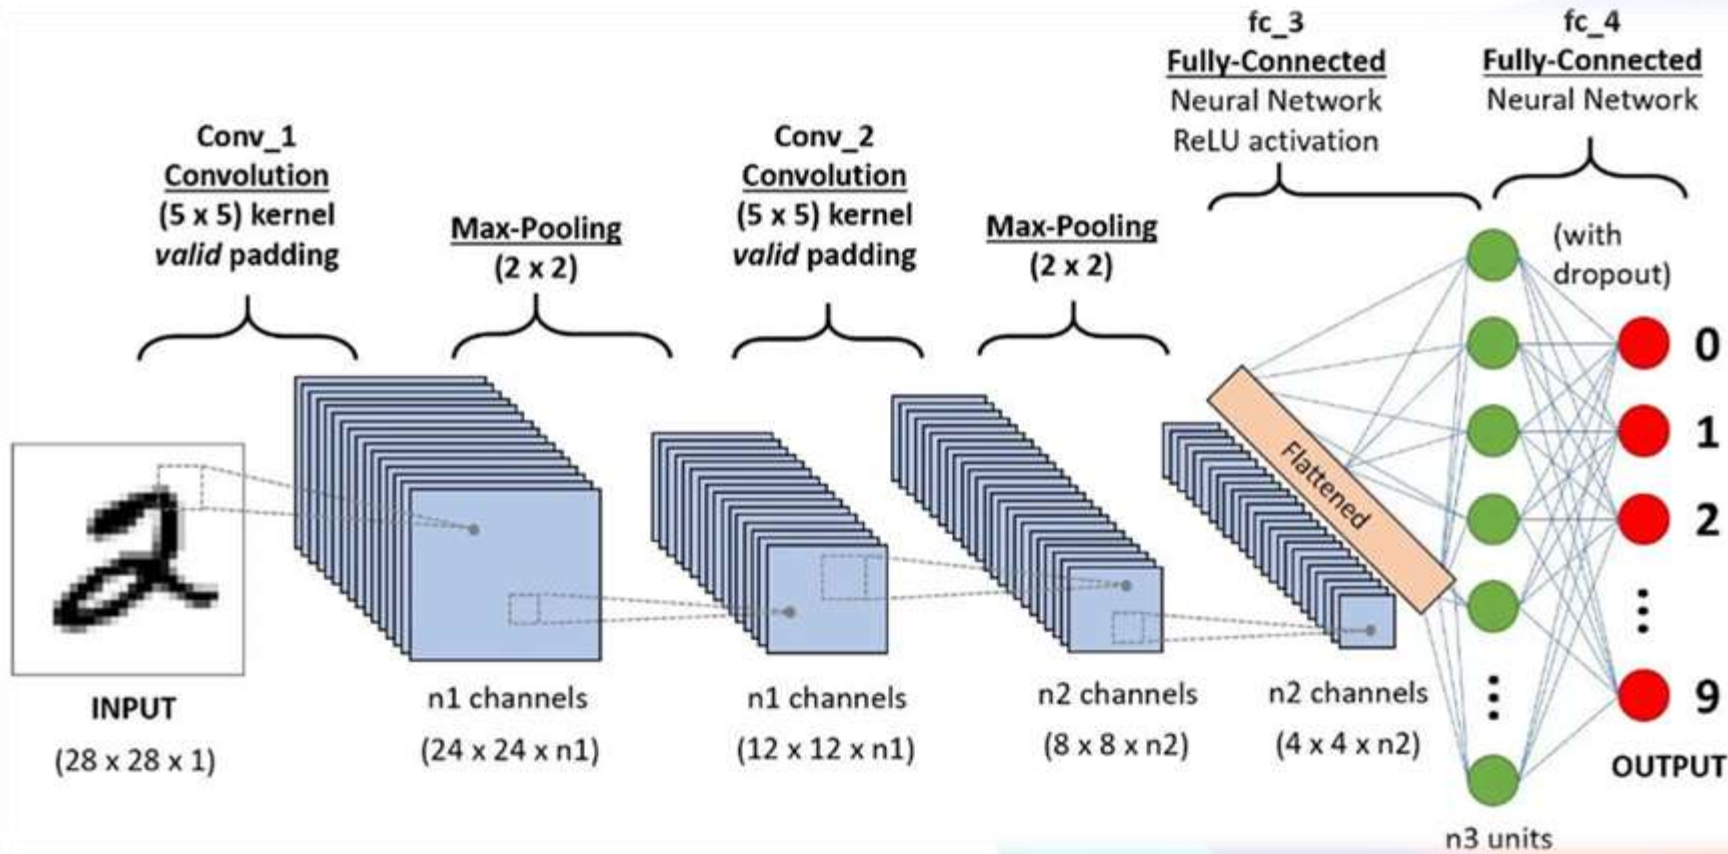 Conv_1
Convolution
(5 x 5) kernel
valid padding
Max-Pooling
(2 x 2)
Conv_2
Convolution
(5 x 5) kernel
valid padding
Max-Pooling
(2 x 2)
fc_3
Fully-Connected
Neural Network
ReLU activation
fc_4
Fully-Connected
Neural Network
(with
dropout)
Flattened
0
1
2
9
INPUT
(28 x 28 x 1)
n1 channels
(24 x 24 x n1)
n1 channels
(12 x 12 x n1)
n2 channels
(8 x 8 x n2)
n2 channels
(4 x 4 x n2)
n3 units
OUTPUT
2